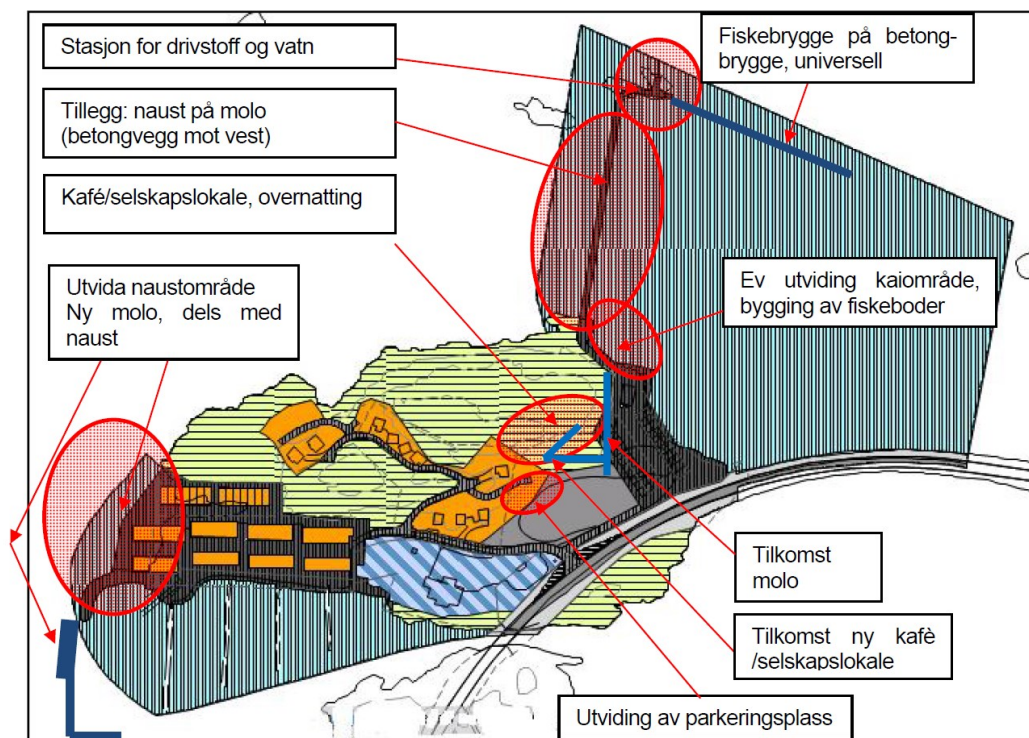 Stasjon for drivstoff og vatn
Fiskebrygge på betong-
brygge, universell
Tillegg: naust på molo
(betongvegg mot vest)
Kafé/selskapslokale, overnatting
Utvida naustområde
Ny molo, dels med
naust
Ev utviding kaiområde,
bygging av fiskeboder
Tilkomst
molo
Tilkomst ny kafè
/selskapslokale
Utviding av parkeringsplass